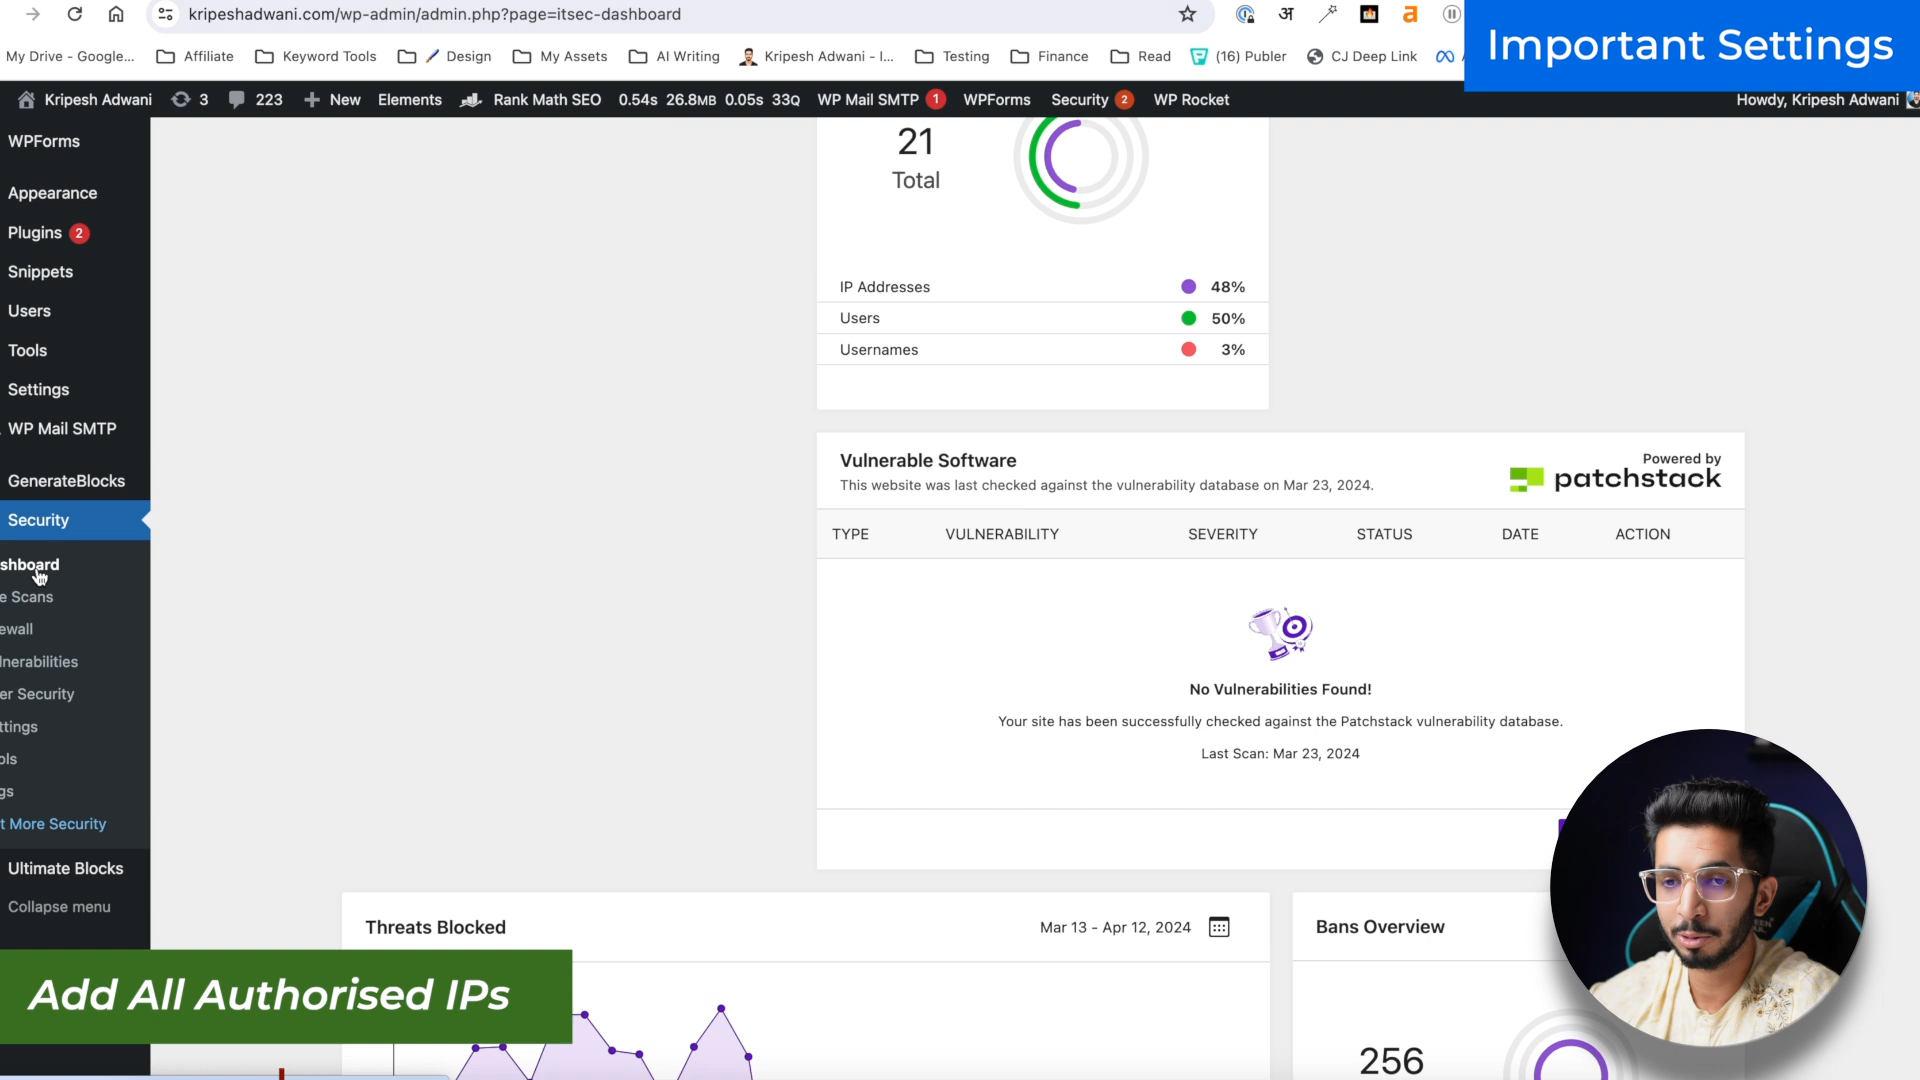 kripeshadwani.com/wp-admin/admin.php?page=itsec-dashboard
अ
a
Important Settings
My Drive - Google...
Affiliate
Keyword Tools
Design
My Assets
AI Writing
Kripesh Adwani - I...
Testing
Finance
Read
(16) Publer
CJ Deep Link
Kripesh Adwani
3
223
New
Elements
Rank Math SEO
0.54s 26.8MB 0.05s 33Q
WP Mail SMTP 1
WPForms
Security 2
WP Rocket
Howdy, Kripesh Adwani
WPForms
Appearance
Plugins 2
Snippets
Users
Tools
Settings
WP Mail SMTP
GenerateBlocks
Security
shboard
e Scans
ewall
lnerabilities
er Security
ttings
ols
gs
t More Security
Ultimate Blocks
Collapse menu
21
Total
IP Addresses 48%
Users 50%
Usernames 3%
Vulnerable Software
This website was last checked against the vulnerability database on Mar 23, 2024.
Powered by
patchstack
TYPE VULNERABILITY SEVERITY STATUS DATE ACTION
No Vulnerabilities Found!
Your site has been successfully checked against the Patchstack vulnerability database.
Last Scan: Mar 23, 2024
Threats Blocked
Mar 13 - Apr 12, 2024
Bans Overview
256
Add All Authorised IPs